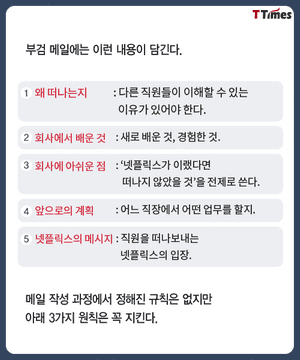 TTimes
부검 메일에는 이런 내용이 담긴다.
1 왜 떠나는지 : 다른 직원들이 이해할 수 있는
이유가 있어야 한다.
2 회사에서 배운 것 : 새로 배운 것, 경험한 것.
3 회사에 아쉬운 점 : ‘넷플릭스가 이랬다면
떠나지 않았을 것’을 전제로 쓴다.
4 앞으로의 계획 : 어느 직장에서 어떤 업무를 할지.
5 넷플릭스의 메시지 : 직원을 떠나보내는
넷플릭스의 입장.
메일 작성 과정에서 정해진 규칙은 없지만
아래 3가지 원칙은 꼭 지킨다.